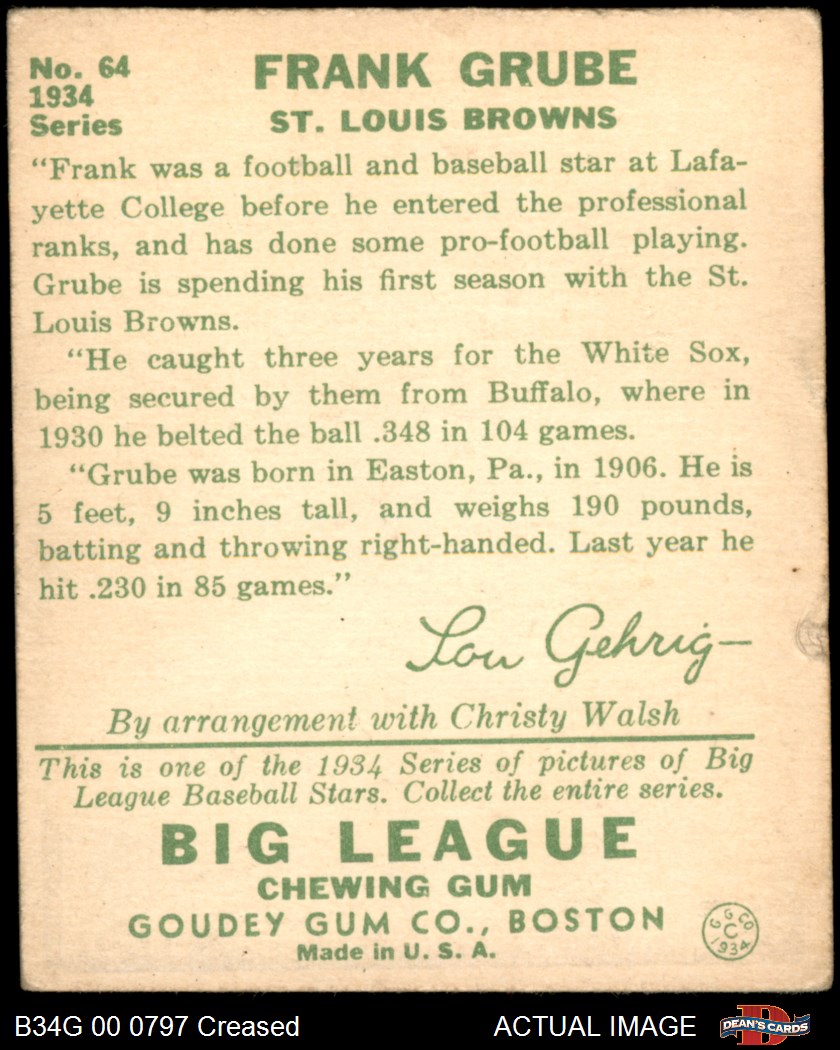 No. 64
1934
Series
FRANK GRUBE
ST. LOUIS BROWNS
"Frank was a football and baseball star at Lafa-
yette College before he entered the professional
ranks, and has done some pro-football playing.
Grube is spending his first season with the St.
Louis Browns.
"He caught three years for the White Sox,
being secured by them from Buffalo, where in
1930 he belted the ball .348 in 104 games.
"Grube was born in Easton, Pa., in 1906. He is
5 feet, 9 inches tall, and weighs 190 pounds,
batting and throwing right-handed. Last year he
hit .230 in 85 games."
Lou Gehrig
By arrangement with Christy Walsh
This is one of the 1934 Series of pictures of Big
League Baseball Stars. Collect the entire series.
BIG LEAGUE
CHEWING GUM
GOUDEY GUM CO., BOSTON
Made in U. S. A.
G G CO
C
1934
B34G 00 0797 Creased
ACTUAL IMAGE
D
DEAN'S CARDS